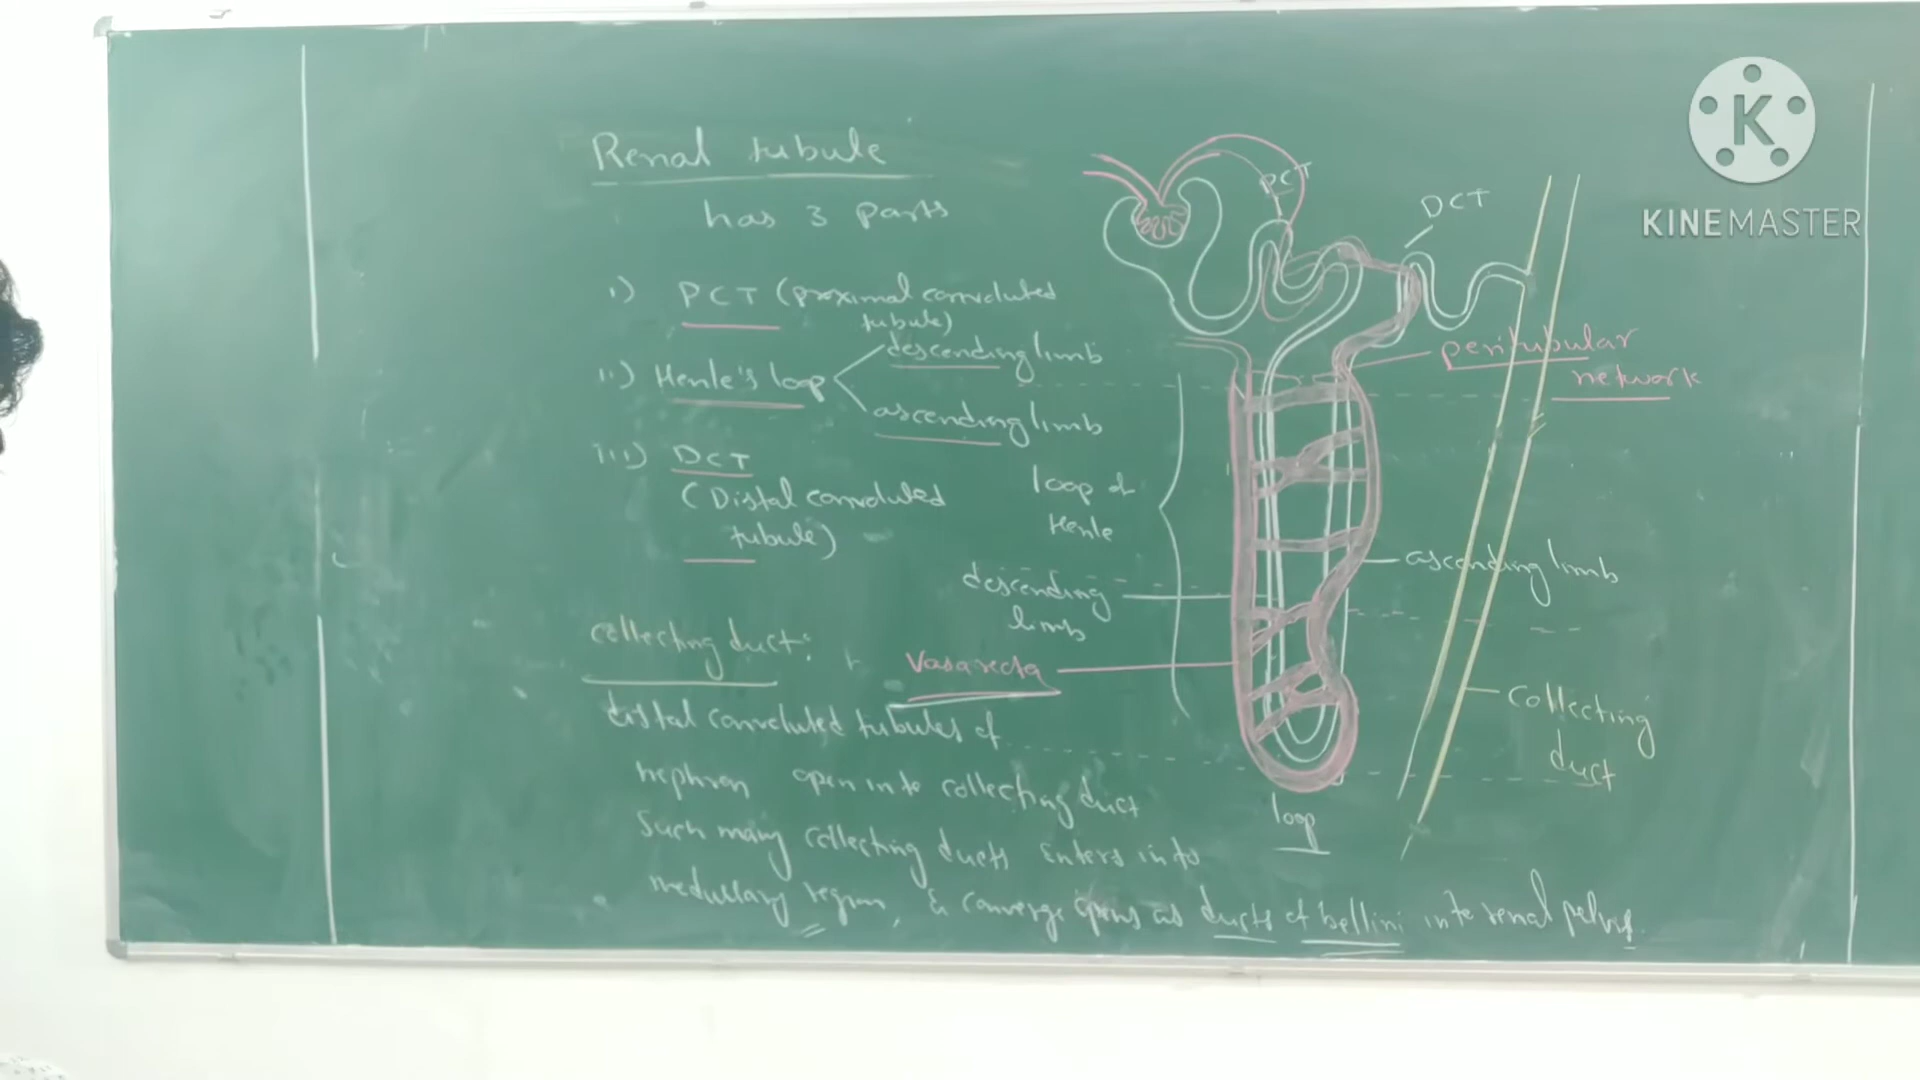 Renal tubule
has 3 parts
i) PCT (proximal convoluted
tubule)
ii) Henle's loop
descending limb
ascending limb
iii) DCT
(Distal convoluted
tubule)
collecting duct:
distal convoluted tubules of
nephron open into collecting duct
Such many collecting ducts enters into
medullary region, & converge opens as ducts of bellini into renal pelvis.
PCT
DCT
peritubular
network
loop of
Henle
descending
limb
ascending limb
Vasa recta
collecting
duct
loop
K
KINEMASTER